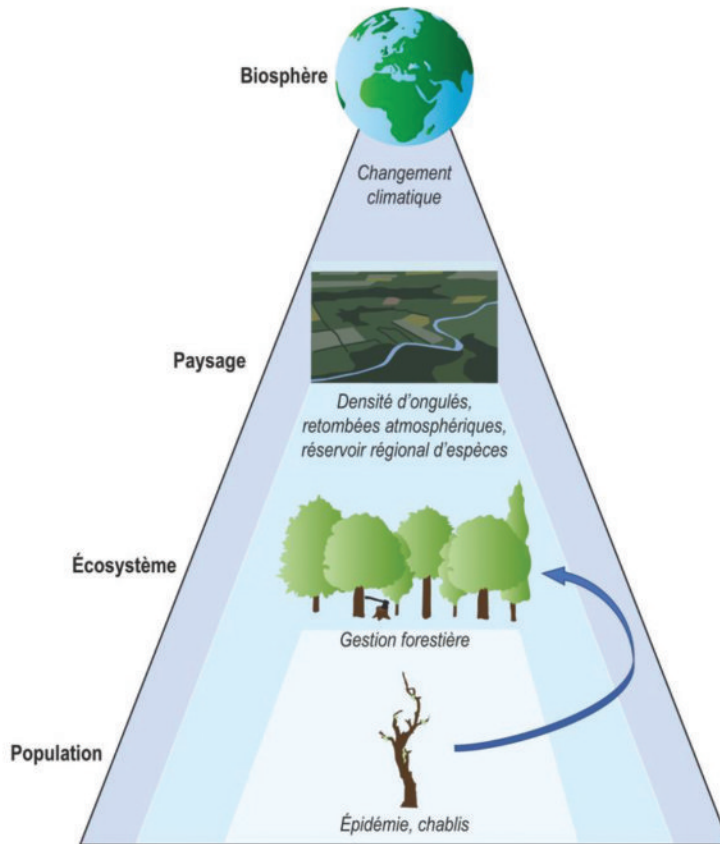 Biosphère
Changement
climatique
Paysage
Densité d'ongulés,
retombées atmosphériques,
réservoir régional d'espèces
Écosystème
Gestion forestière
Population
Épidémie, chablis